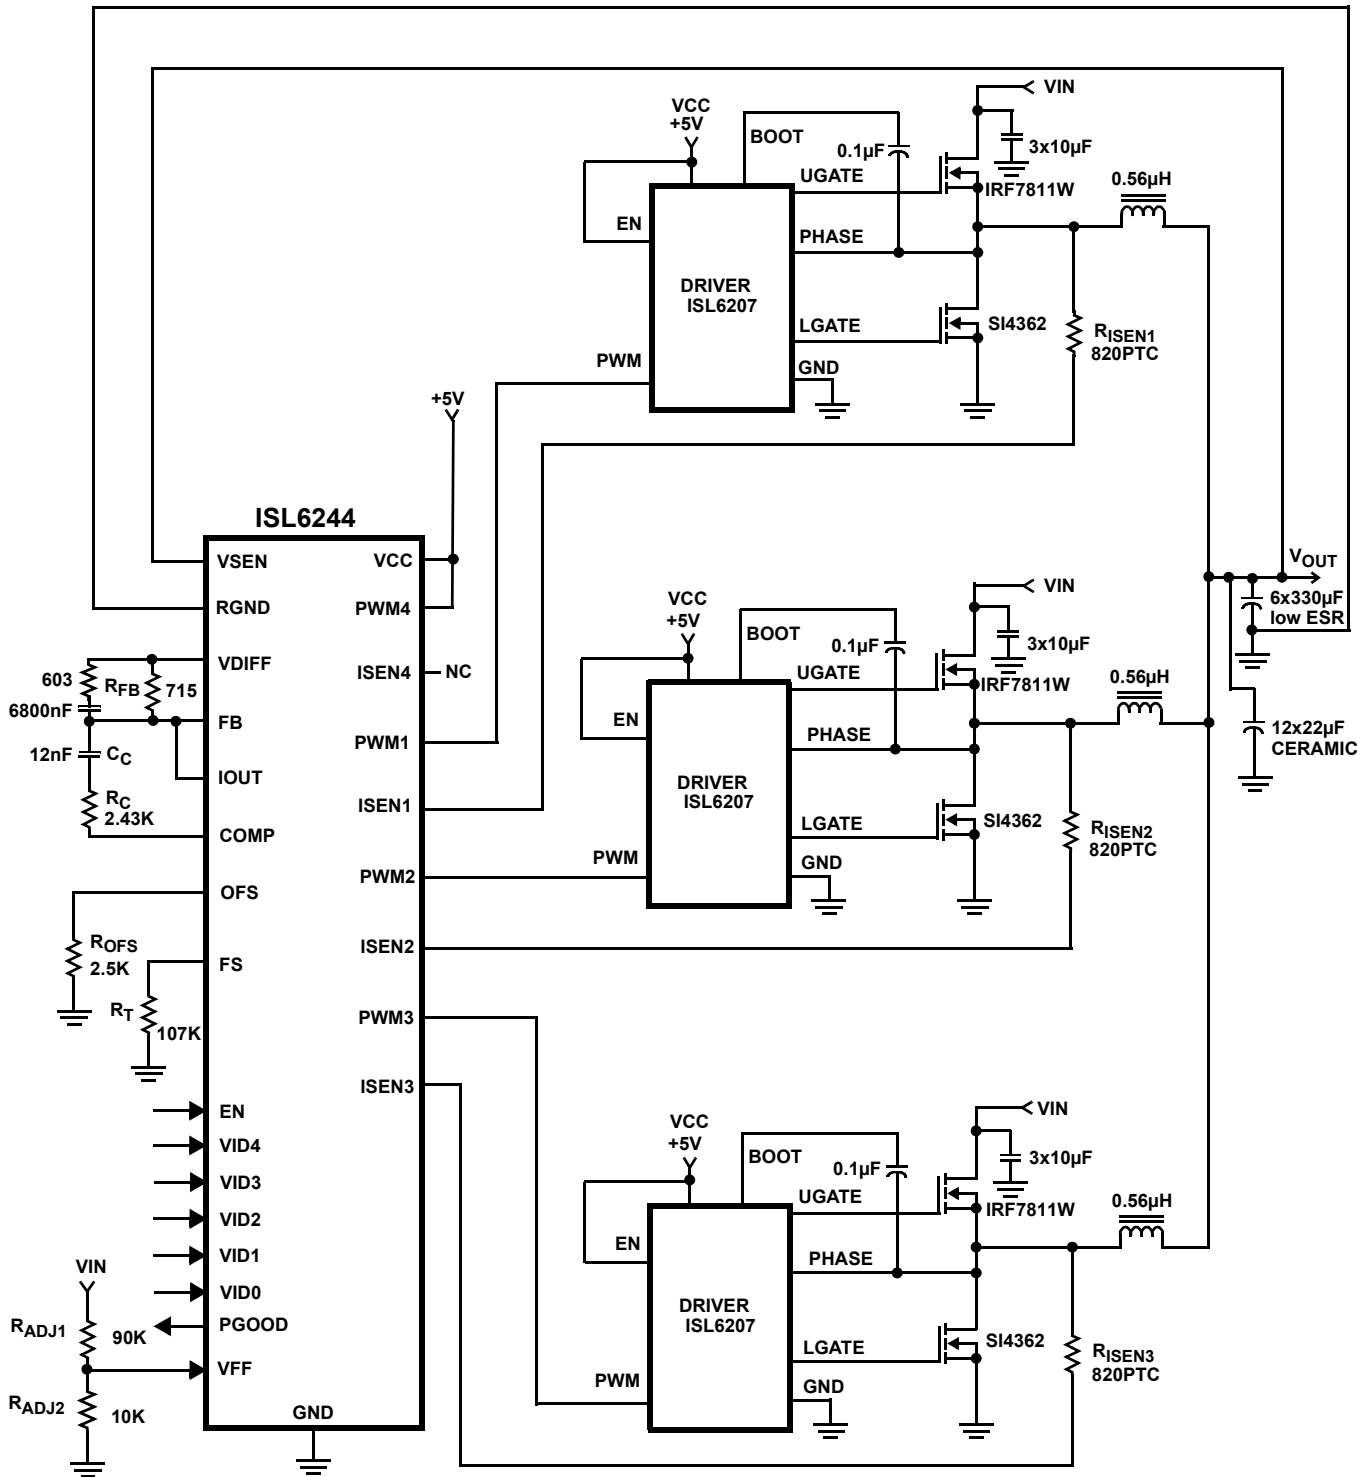 VCC
+5V
BOOT
0.1µF
VIN
3x10µF
UGATE
IRF7811W
0.56µH
EN
PHASE
DRIVER
ISL6207
LGATE
SI4362
RISEN1
820PTC
PWM
GND
+5V
ISL6244
VSEN
VCC
RGND
PWM4
VDIFF
603
RFB
715
ISEN4
NC
6800nF
FB
PWM1
12nF
CC
IOUT
ISEN1
RC
2.43K
COMP
PWM2
OFS
ROFS
2.5K
ISEN2
FS
RT
107K
PWM3
ISEN3
EN
VID4
VID3
VID2
VID1
VID0
VIN
PGOOD
RADJ1
90K
VFF
RADJ2
10K
GND
VCC
+5V
BOOT
0.1µF
VIN
3x10µF
UGATE
IRF7811W
0.56µH
EN
PHASE
DRIVER
ISL6207
LGATE
SI4362
RISEN2
820PTC
PWM
GND
VOUT
6x330µF
low ESR
12x22µF
CERAMIC
VCC
+5V
BOOT
0.1µF
VIN
3x10µF
UGATE
IRF7811W
0.56µH
EN
PHASE
DRIVER
ISL6207
LGATE
SI4362
RISEN3
820PTC
PWM
GND